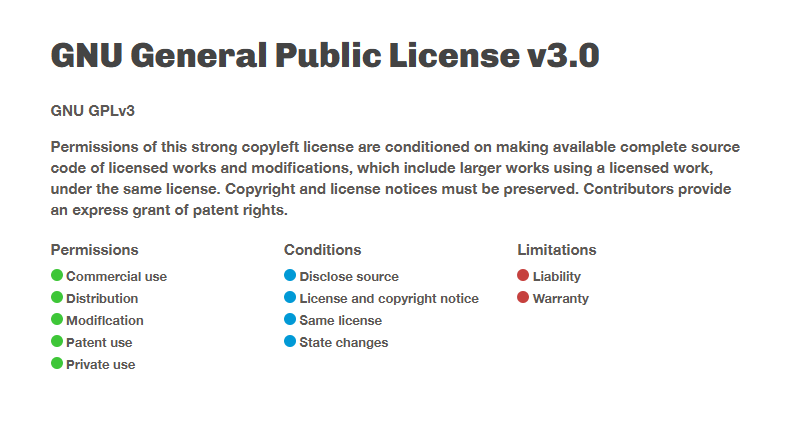 GNU General Public License v3.0
GNU GPLv3
Permissions of this strong copyleft license are conditioned on making available complete source
code of licensed works and modifications, which include larger works using a licensed work,
under the same license. Copyright and license notices must be preserved. Contributors provide
an express grant of patent rights.
Permissions
Commercial use
Distribution
Modification
Patent use
Private use
Conditions
Disclose source
License and copyright notice
Same license
State changes
Limitations
Liability
Warranty